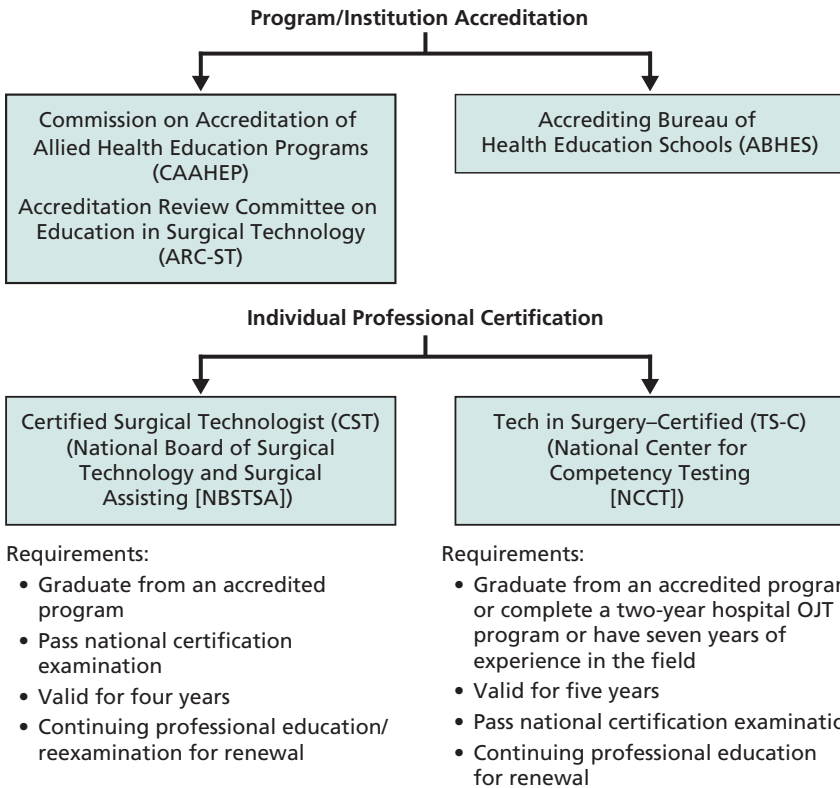 Program/Institution Accreditation
Commission on Accreditation of
Allied Health Education Programs
(CAAHEP)
Accreditation Review Committee on
Education in Surgical Technology
(ARC-ST)
Accrediting Bureau of
Health Education Schools (ABHES)
Individual Professional Certification
Certified Surgical Technologist (CST)
(National Board of Surgical
Technology and Surgical
Assisting [NBSTSA])
Requirements:
• Graduate from an accredited
program
• Pass national certification
examination
• Valid for four years
• Continuing professional education/
reexamination for renewal
Tech in Surgery–Certified (TS-C)
(National Center for
Competency Testing
[NCCT])
Requirements:
• Graduate from an accredited
or complete a two-year hospital OJT
program or have seven years of
experience in the field
• Valid for five years
• Pass national certification
• Continuing professional education
for renewal